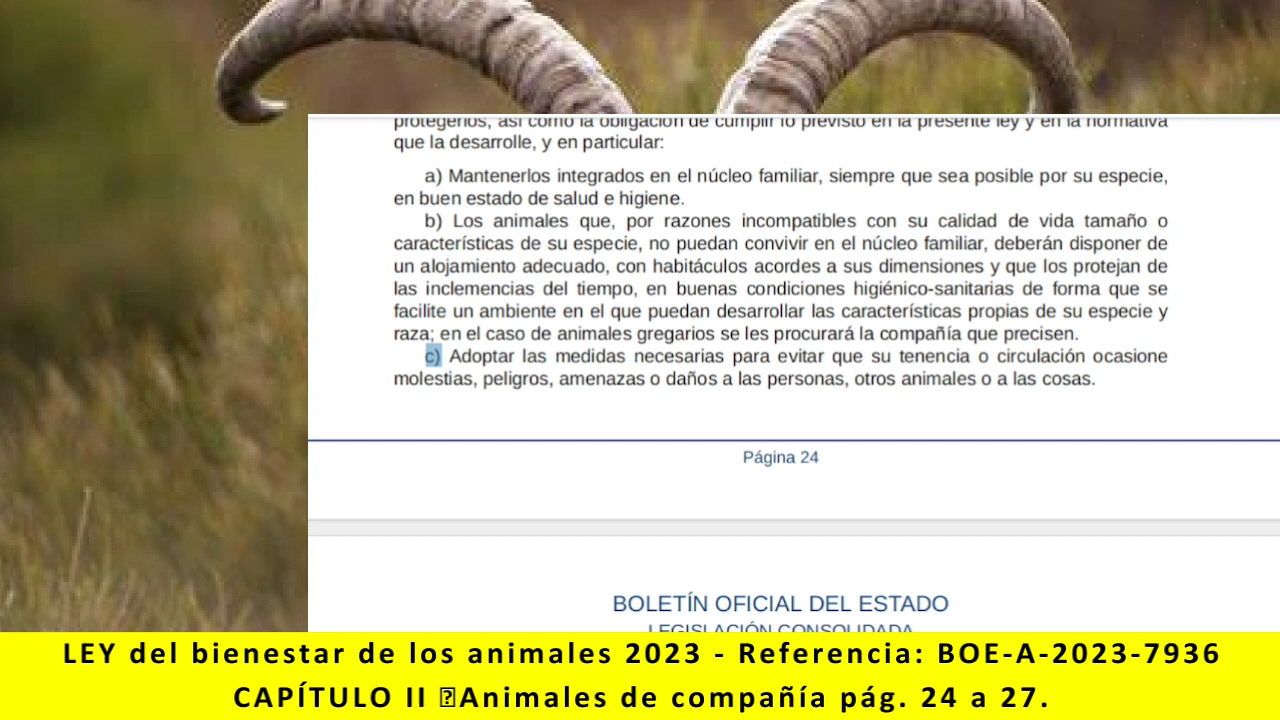 protegerlos, así como la obligación de cumplir lo previsto en la presente ley y en la normativa
que la desarrolle, y en particular:
a) Mantenerlos integrados en el núcleo familiar, siempre que sea posible por su especie,
en buen estado de salud e higiene.
b) Los animales que, por razones incompatibles con su calidad de vida tamaño o
características de su especie, no puedan convivir en el núcleo familiar, deberán disponer de
un alojamiento adecuado, con habitáculos acordes a sus dimensiones y que los protejan de
las inclemencias del tiempo, en buenas condiciones higiénico-sanitarias de forma que se
facilite un ambiente en el que puedan desarrollar las características propias de su especie y
raza; en el caso de animales gregarios se les procurará la compañía que precisen.
c) Adoptar las medidas necesarias para evitar que su tenencia o circulación ocasione
molestias, peligros, amenazas o daños a las personas, otros animales o a las cosas.
Página 24
BOLETÍN OFICIAL DEL ESTADO
LEGISLACIÓN CONSOLIDADA
LEY del bienestar de los animales 2023 - Referencia: BOE-A-2023-7936
CAPÍTULO II Animales de compañía pág. 24 a 27.